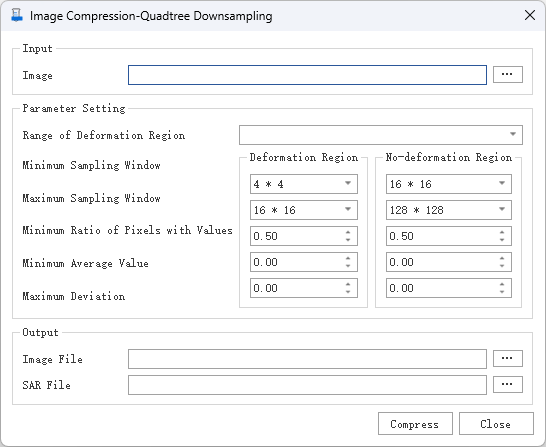 Image Compression-Quadtree Downsampling
Input
Image
...
Parameter Setting
Range of Deformation Region
Deformation Region
No-deformation Region
Minimum Sampling Window
4 * 4
16 * 16
Maximum Sampling Window
16 * 16
128 * 128
Minimum Ratio of Pixels with Values
0.50
0.50
Minimum Average Value
0.00
0.00
Maximum Deviation
0.00
0.00
Output
Image File
...
SAR File
...
Compress
Close